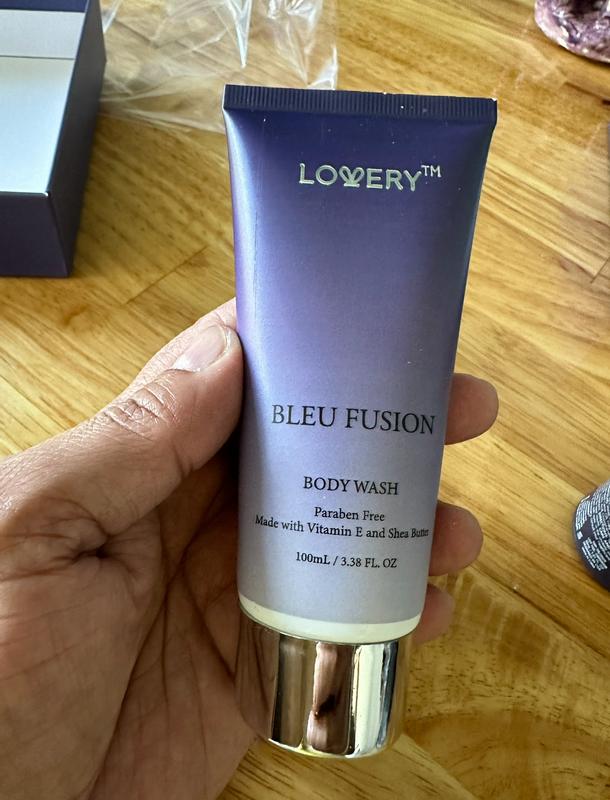 LOVERY™
BLEU FUSION
BODY WASH
Paraben Free
Made with Vitamin E and Shea Butter
100mL / 3.38 FL. OZ